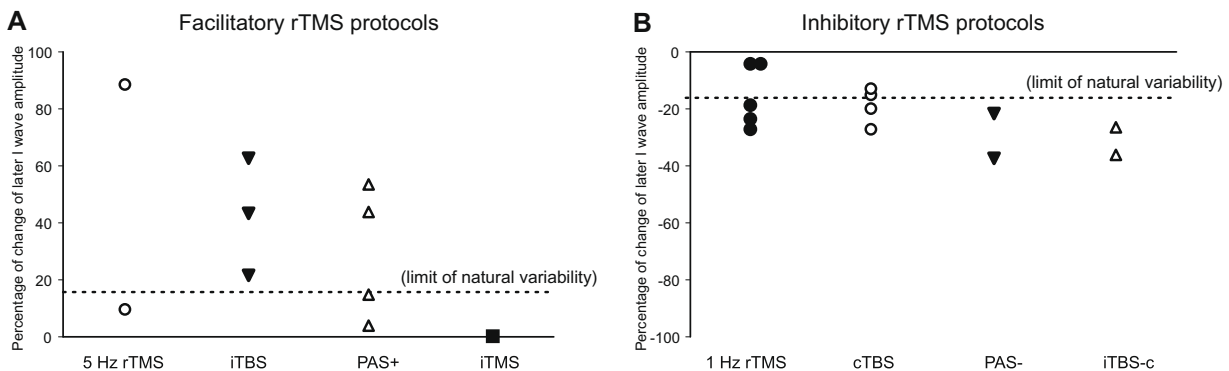 A
Facilitatory rTMS protocols
Percentage of change of later I wave amplitude
100
80
60
40
20
0
(limit of natural variability)
5 Hz rTMS
iTBS
PAS+
iTMS
B
Inhibitory rTMS protocols
Percentage of change of later I wave amplitude
0
-20
-40
-60
-80
-100
(limit of natural variability)
1 Hz rTMS
cTBS
PAS-
iTBS-c